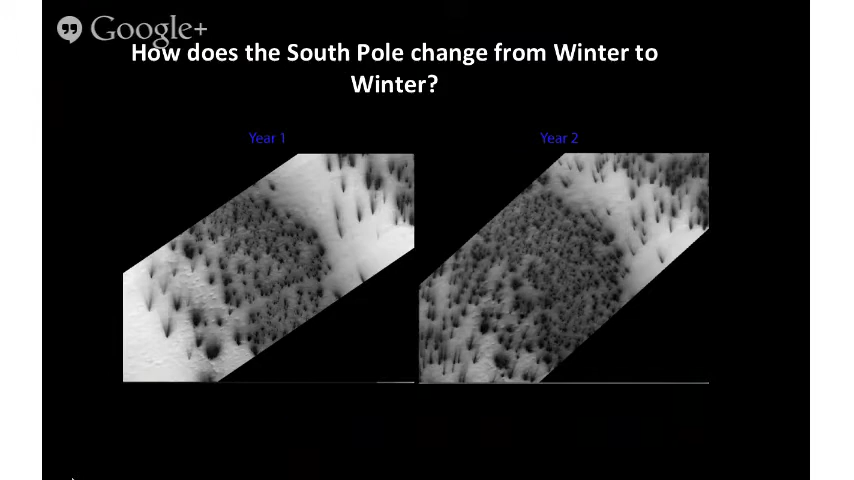 Google+
How does the South Pole change from Winter to
Winter?
Year 1
Year 2